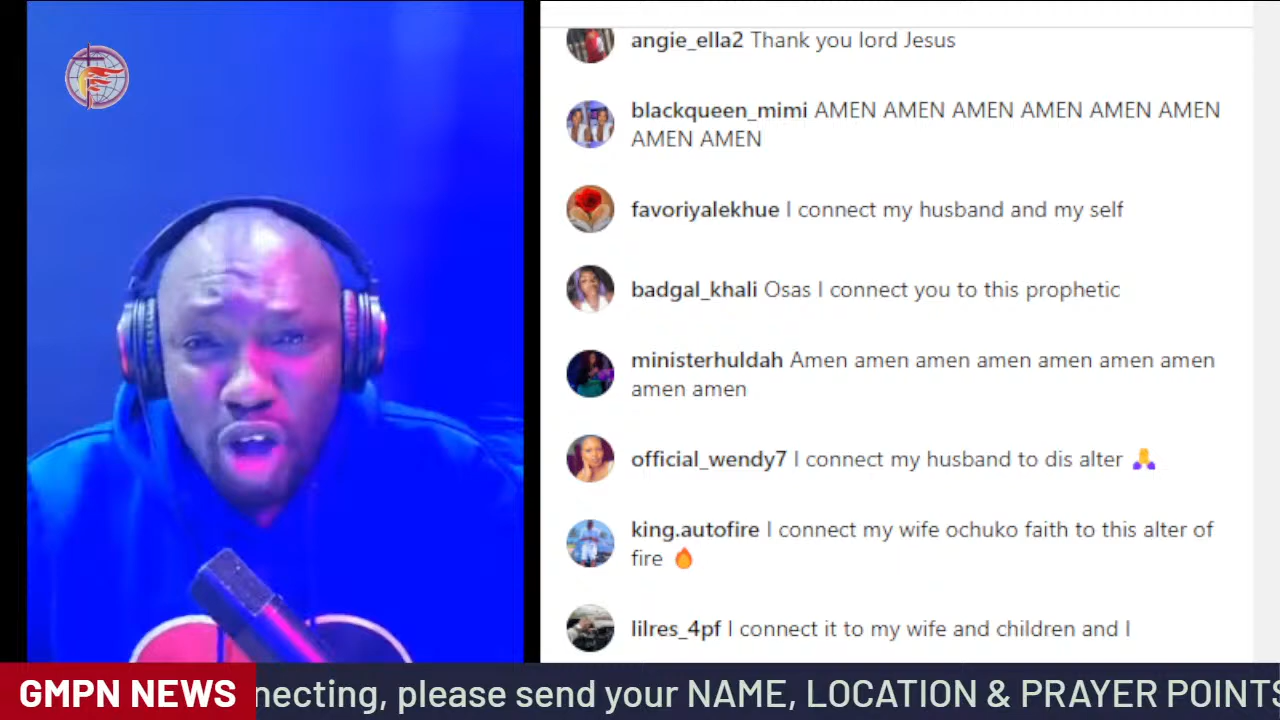 angie_ella2 Thank you lord Jesus
blackqueen_mimi AMEN AMEN AMEN AMEN AMEN AMEN
AMEN AMEN
favoriyalekhue I connect my husband and my self
badgal_khali Osas I connect you to this prophetic
ministerhuldah Amen amen amen amen amen amen amen
amen amen
official_wendy7 I connect my husband to dis alter 🙏
king.autofire I connect my wife ochuko faith to this alter of
fire 🔥
lilres_4pf I connect it to my wife and children and I
GMPN NEWS
necting, please send your NAME, LOCATION & PRAYER POINTS